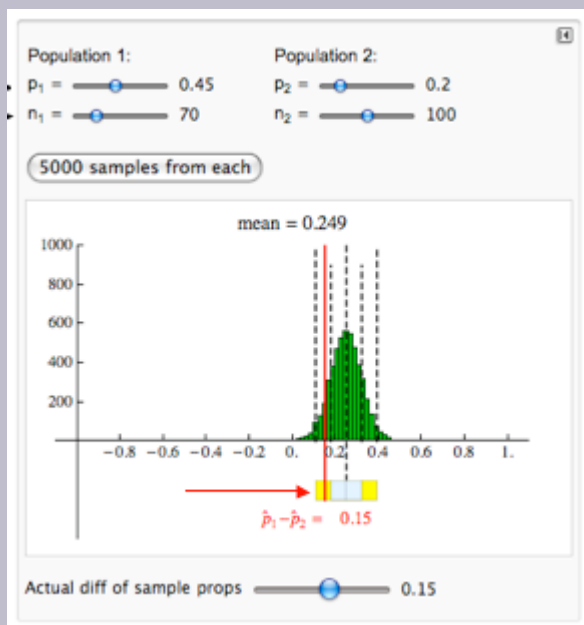 Population 1: Population 2:
p₁ = 0.45 p₂ = 0.2
n₁ = 70 n₂ = 100
5000 samples from each
mean = 0.249
1000
800
600
400
200
−0.8 −0.6 −0.4 −0.2 0. 0.2 0.4 0.6 0.8 1.
p̂₁−p̂₂ = 0.15
Actual diff of sample props 0.15